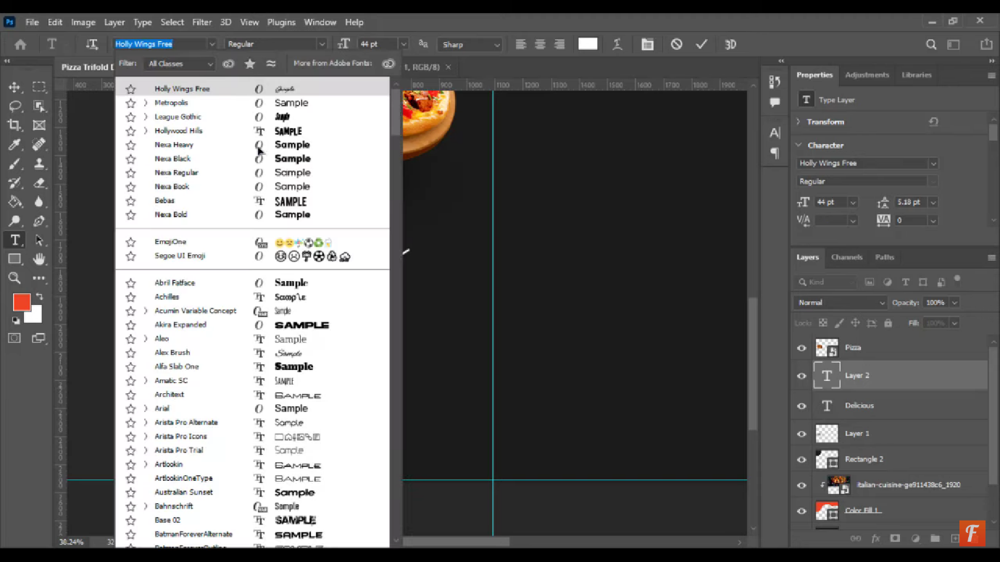 Ps File Edit Image Layer Type Select Filter 3D View Plugins Window Help
Holly Wings Free Regular 44 pt Sharp 3D
Pizza Trifold D 1, RGB/8)
Filter: All Classes More from Adobe Fonts:
Holly Wings Free Sample
Metropolis Sample
League Gothic Sample
Hollywood Hills SAMPLE
Nexa Heavy Sample
Nexa Black Sample
Nexa Regular Sample
Nexa Book Sample
Bebas SAMPLE
Nexa Bold Sample
EmojiOne
Segoe UI Emoji
Abril Fatface Sample
Achilles Sample
Acumin Variable Concept Sample
Akira Expanded SAMPLE
Aleo Sample
Alex Brush Sample
Alfa Slab One Sample
Amatic SC SAMPLE
Architext SAMPLE
Arial Sample
Arista Pro Alternate Sample
Arista Pro Icons
Arista Pro Trial Sample
Artlookin SAMPLE
ArtlookinOneType SAMPLE
Australian Sunset Sample
Bahnschrift Sample
Base 02 SAMPLE
BatmanForeverAlternate SAMPLE
400 800 900 1000 1100 1200 1300 1400 1500 1600 1700 1800 1900
38.24%
Properties Adjustments Libraries
Type Layer
Transform
Character
Holly Wings Free
Regular
44 pt 5.18 pt
0
Layers Channels Paths
Kind
Normal Opacity: 100%
Locks Fill: 100%
Pizza
Layer 2
Delicious
Layer 1
Rectangle 2
italian-cuisine-ge911438c6_1920
Color Fill 1